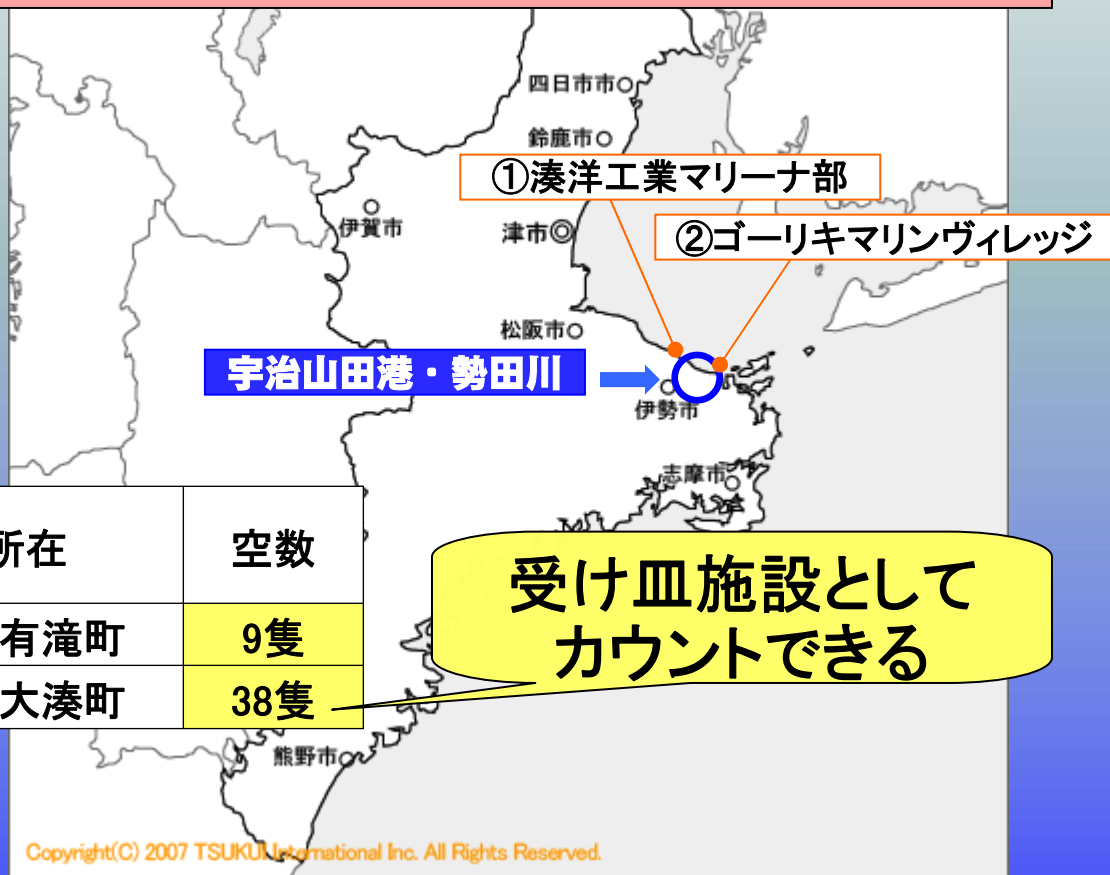 四日市市
鈴鹿市
①湊洋工業マリーナ部
伊賀市
津市
②ゴーリキマリンヴィレッジ
松阪市
宇治山田港・勢田川
伊勢市
志摩市
所在 空数
有滝町 9隻
大湊町 38隻
受け皿施設として
カウントできる
熊野市
Copyright(C) 2007 TSUKUI International Inc. All Rights Reserved.